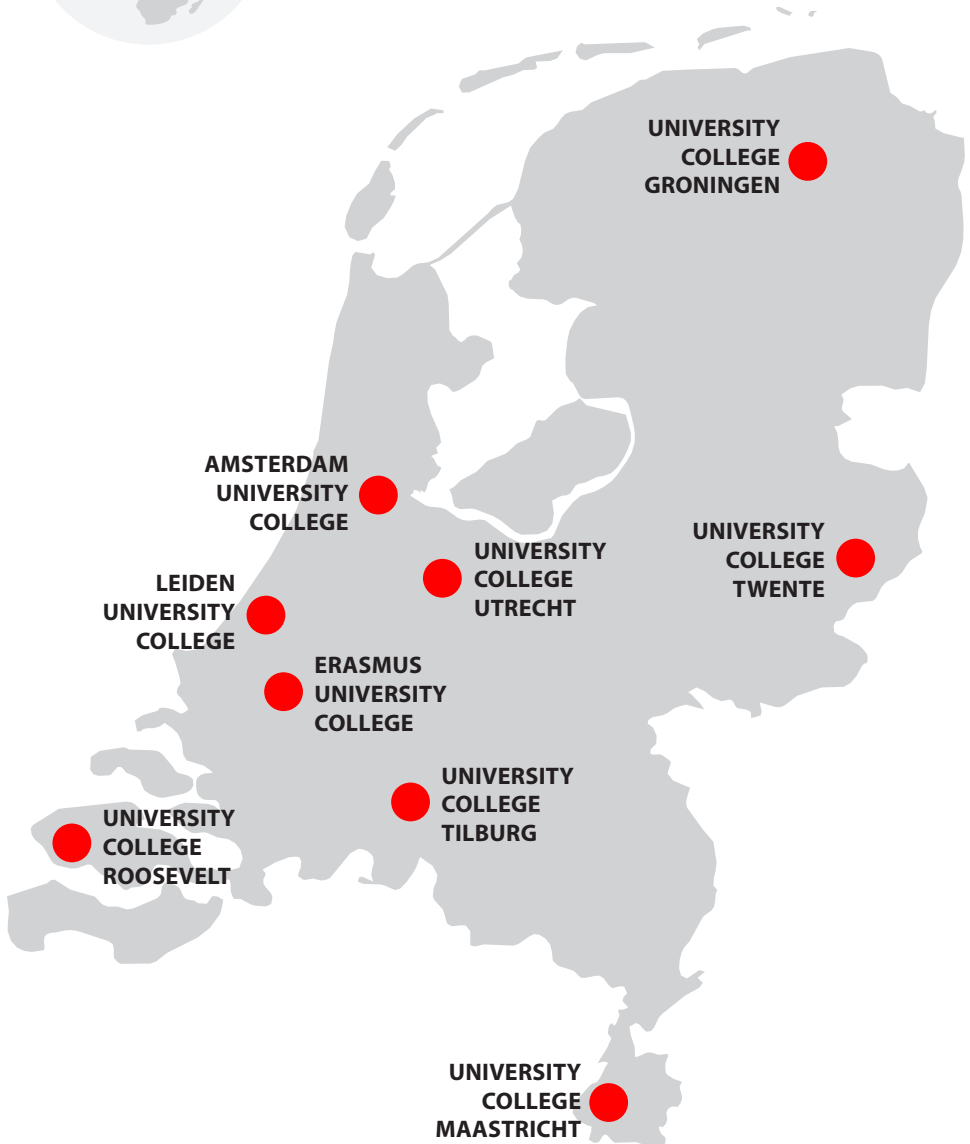 UNIVERSITY
COLLEGE
GRONINGEN
AMSTERDAM
UNIVERSITY
COLLEGE
UNIVERSITY
COLLEGE
TWENTE
UNIVERSITY
COLLEGE
UTRECHT
LEIDEN
UNIVERSITY
COLLEGE
ERASMUS
UNIVERSITY
COLLEGE
UNIVERSITY
COLLEGE
TILBURG
UNIVERSITY
COLLEGE
ROOSEVELT
UNIVERSITY
COLLEGE
MAASTRICHT